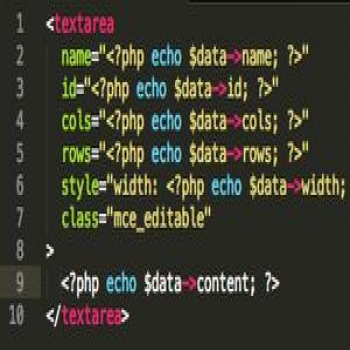 1 <textarea
2 name="<?php echo $data->name; ?>"
3 id="<?php echo $data->id; ?>"
4 cols="<?php echo $data->cols; ?>"
5 rows="<?php echo $data->rows; ?>"
6 style="width: <?php echo $data->width;
7 class="mce_editable"
8 >
9 <?php echo $data->content; ?>
10 </textarea>